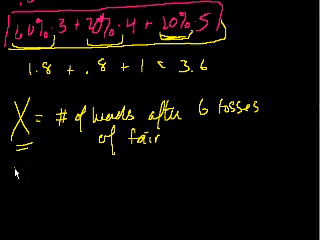 60%·3 + 20%·4 + 20%·5
1.8 + .8 + 1 = 3.6
X = # of heads after 6 tosses
of fair